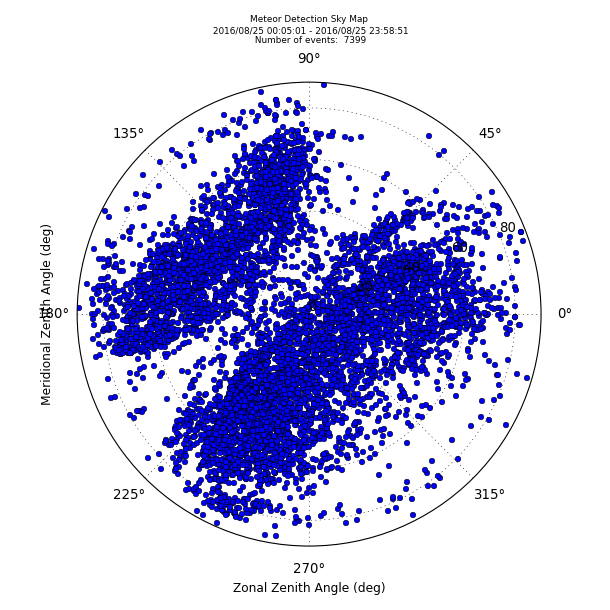 Meteor Detection Sky Map
2016/08/25 00:05:01 - 2016/08/25 23:58:51
Number of events:  7399
90°
135°
45°
80
60
180°
0°
Meridional Zenith Angle (deg)
225°
315°
270°
Zonal Zenith Angle (deg)